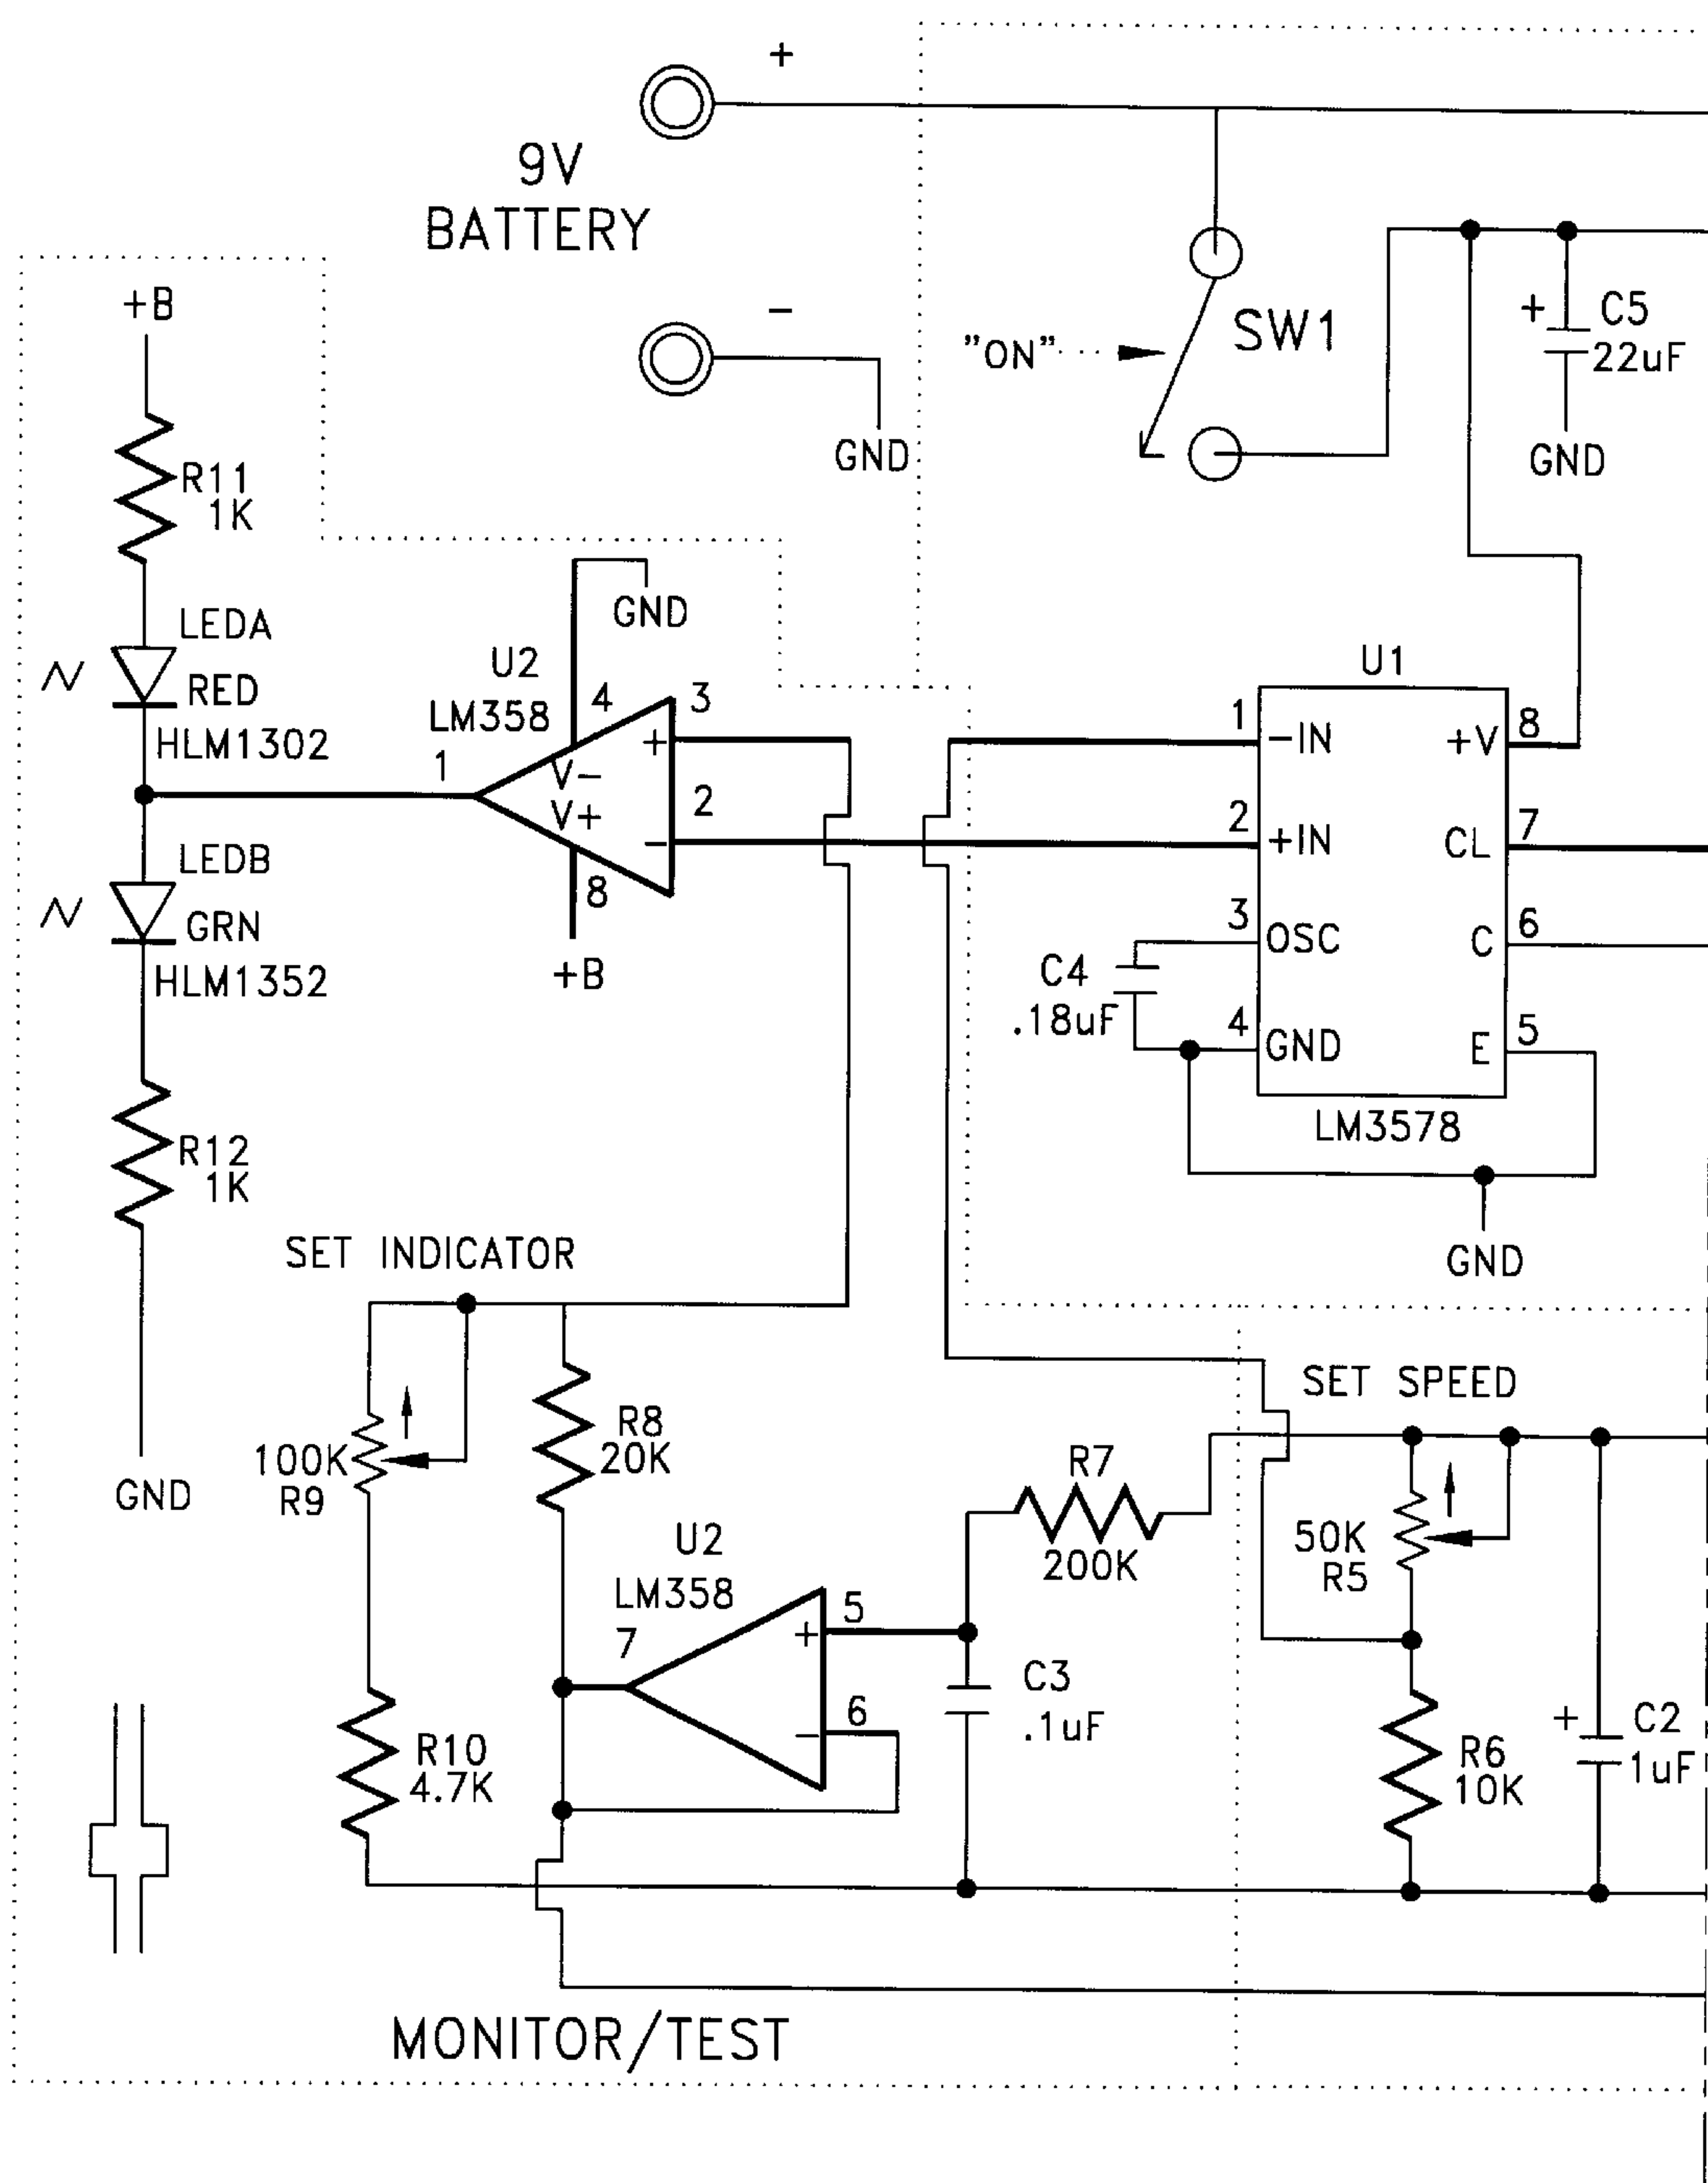 +
9V
BATTERY
-
GND
"ON"
SW1
+ C5
22uF
GND
+B
R11
1K
LEDA
RED
HLM1302
LEDB
GRN
HLM1352
R12
1K
GND
GND
U2
LM358
4
3
+
1
V-
V+
2
-
8
+B
U1
1
-IN
+V
8
2
+IN
CL
7
3
OSC
C
6
C4
.18uF
4
GND
E
5
LM3578
GND
SET INDICATOR
100K
R9
R8
20K
R7
200K
SET SPEED
50K
R5
U2
LM358
7
5
+
6
-
C3
.1uF
R10
4.7K
R6
10K
+ C2
1uF
MONITOR/TEST